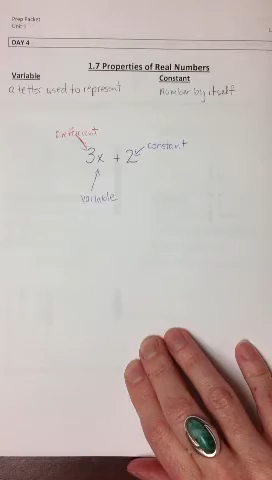 Prep Packet
Unit 1
DAY 4
1.7 Properties of Real Numbers
Variable
Constant
a letter used to represent
number by itself
coefficient
3x + 2
constant
variable